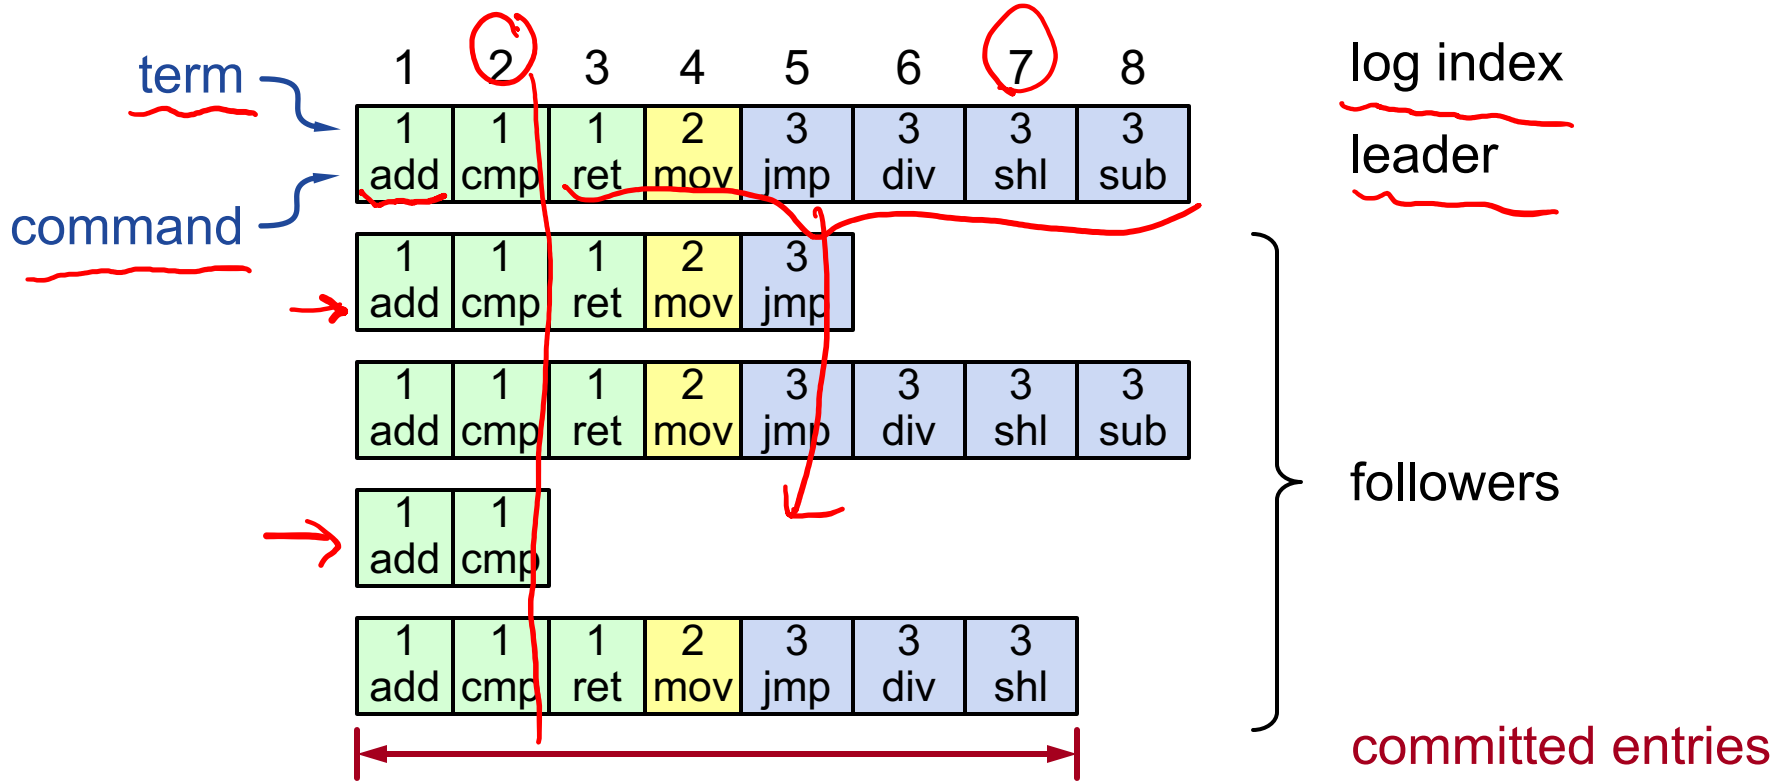 1 2 3 4 5 6 7 8 log index
term
1 1 1 2 3 3 3 3
add cmp ret mov jmp div shl sub
leader
command
1 1 1 2 3
add cmp ret mov jmp
1 1 1 2 3 3 3 3
add cmp ret mov jmp div shl sub
followers
1 1
add cmp
1 1 1 2 3 3 3
add cmp ret mov jmp div shl
committed entries